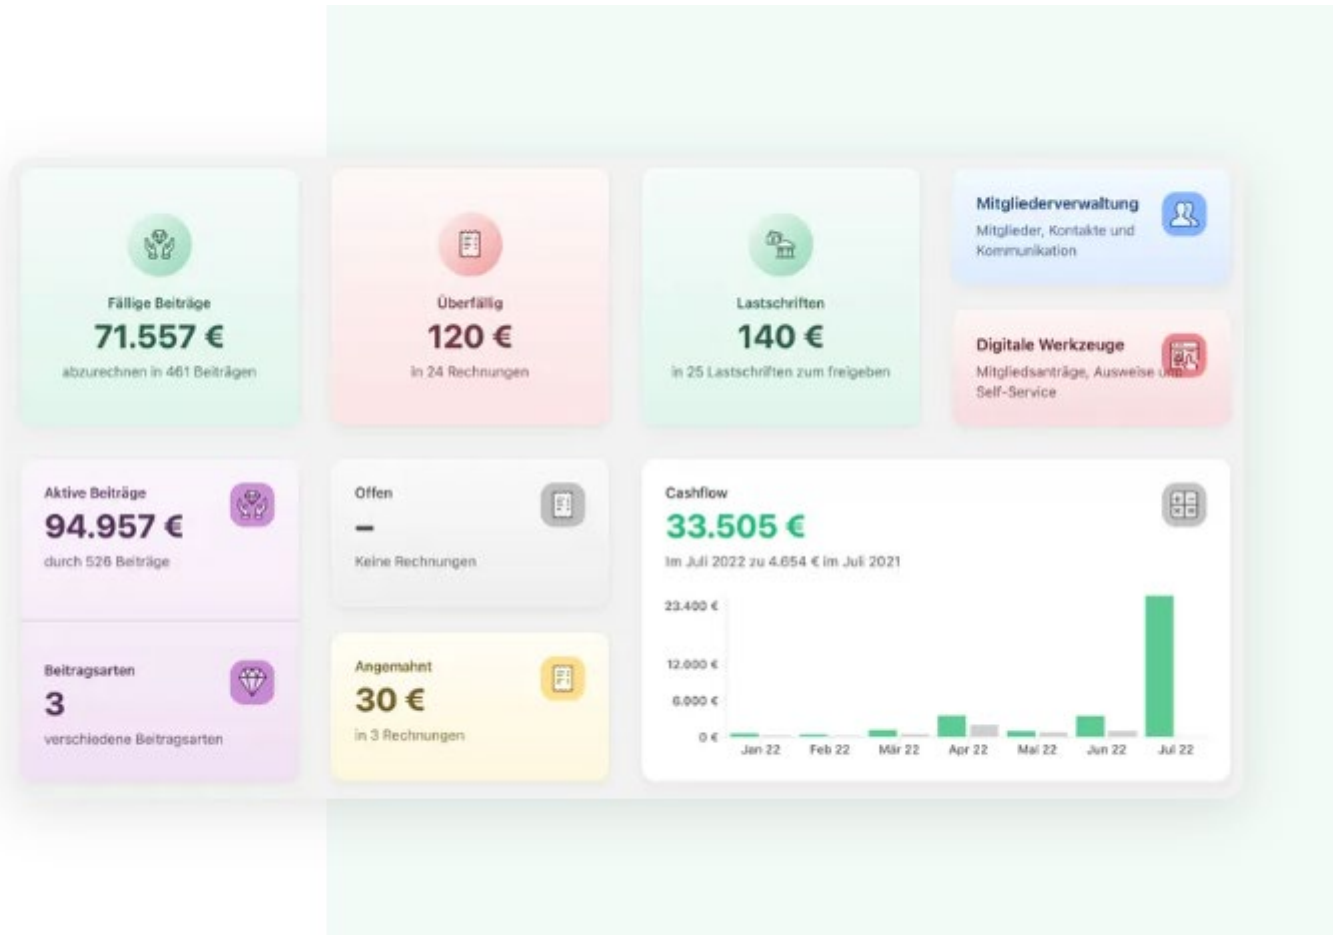 Fällige Beiträge
71.557 €
abzurechnen in 461 Beiträgen
Überfällig
120 €
in 24 Rechnungen
Lastschriften
140 €
in 25 Lastschriften zum freigeben
Mitgliederverwaltung
Mitglieder, Kontakte und
Kommunikation
Digitale Werkzeuge
Mitgliedsanträge, Ausweise und
Self-Service
Aktive Beiträge
94.957 €
durch 526 Beiträge
Beitragsarten
3
verschiedene Beitragsarten
Offen
–
Keine Rechnungen
Angemahnt
30 €
in 3 Rechnungen
Cashflow
33.505 €
Im Juli 2022 zu 4.654 € im Juli 2021
23.400 €
12.000 €
6.000 €
0 €
Jan 22 Feb 22 Mär 22 Apr 22 Mai 22 Jun 22 Jul 22